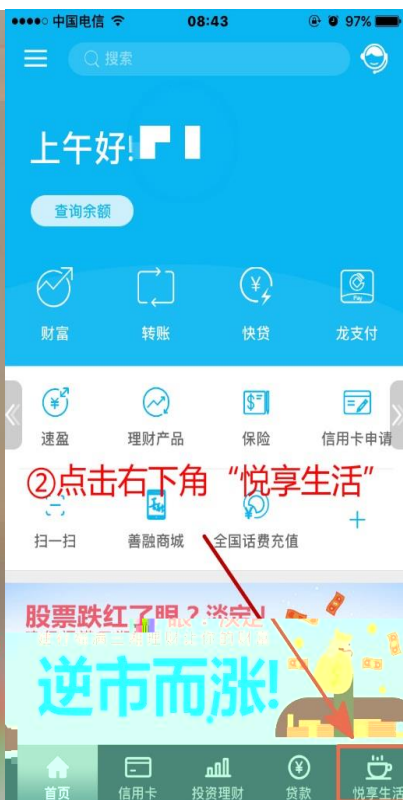 中国电信 08:43 97%
搜索
上午好!
查询余额
财富 转账 快贷 龙支付
速盈 理财产品 保险 信用卡申请
②点击右下角“悦享生活”
扫一扫 善融商城 全国话费充值
股票跌红了眼？淡定！
逆市而涨!
首页 信用卡 投资理财 贷款 悦享生活